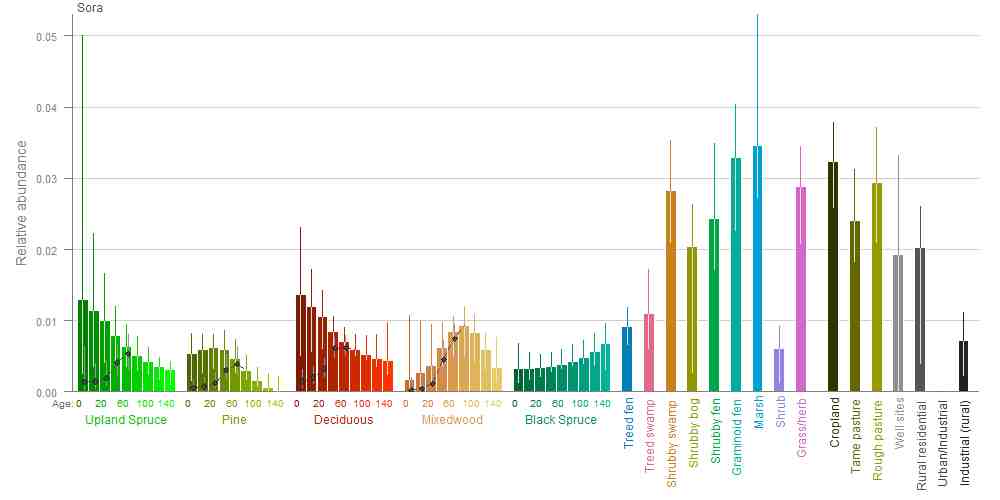 Sora
Relative abundance
0.05
0.04
0.03
0.02
0.01
0.00
Age: 0 20 60 100 140 0 20 60 100 140 0 20 60 100 140 0 20 60 100 140 0 20 60 100 140
Upland Spruce Pine Deciduous Mixedwood Black Spruce
Treed fen
Treed swamp
Shrubby swamp
Shrubby bog
Shrubby fen
Graminoid fen
Marsh
Shrub
Grass/herb
Cropland
Tame pasture
Rough pasture
Well sites
Rural residential
Urban/Industrial
Industrial (rural)